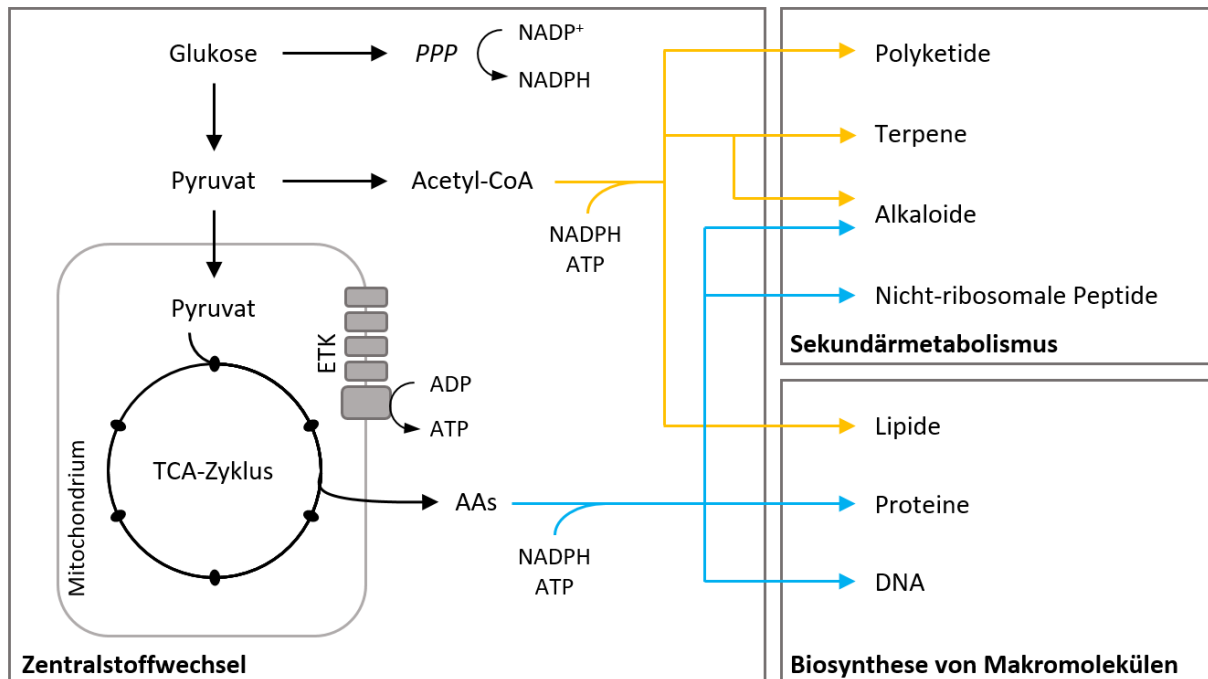 Glukose
PPP
NADP⁺
NADPH
Pyruvat
Acetyl-CoA
NADPH
ATP
Pyruvat
ETK
ADP
ATP
TCA-Zyklus
Mitochondrium
AAs
NADPH
ATP
Zentralstoffwechsel
Polyketide
Terpene
Alkaloide
Nicht-ribosomale Peptide
Sekundärmetabolismus
Lipide
Proteine
DNA
Biosynthese von Makromolekülen